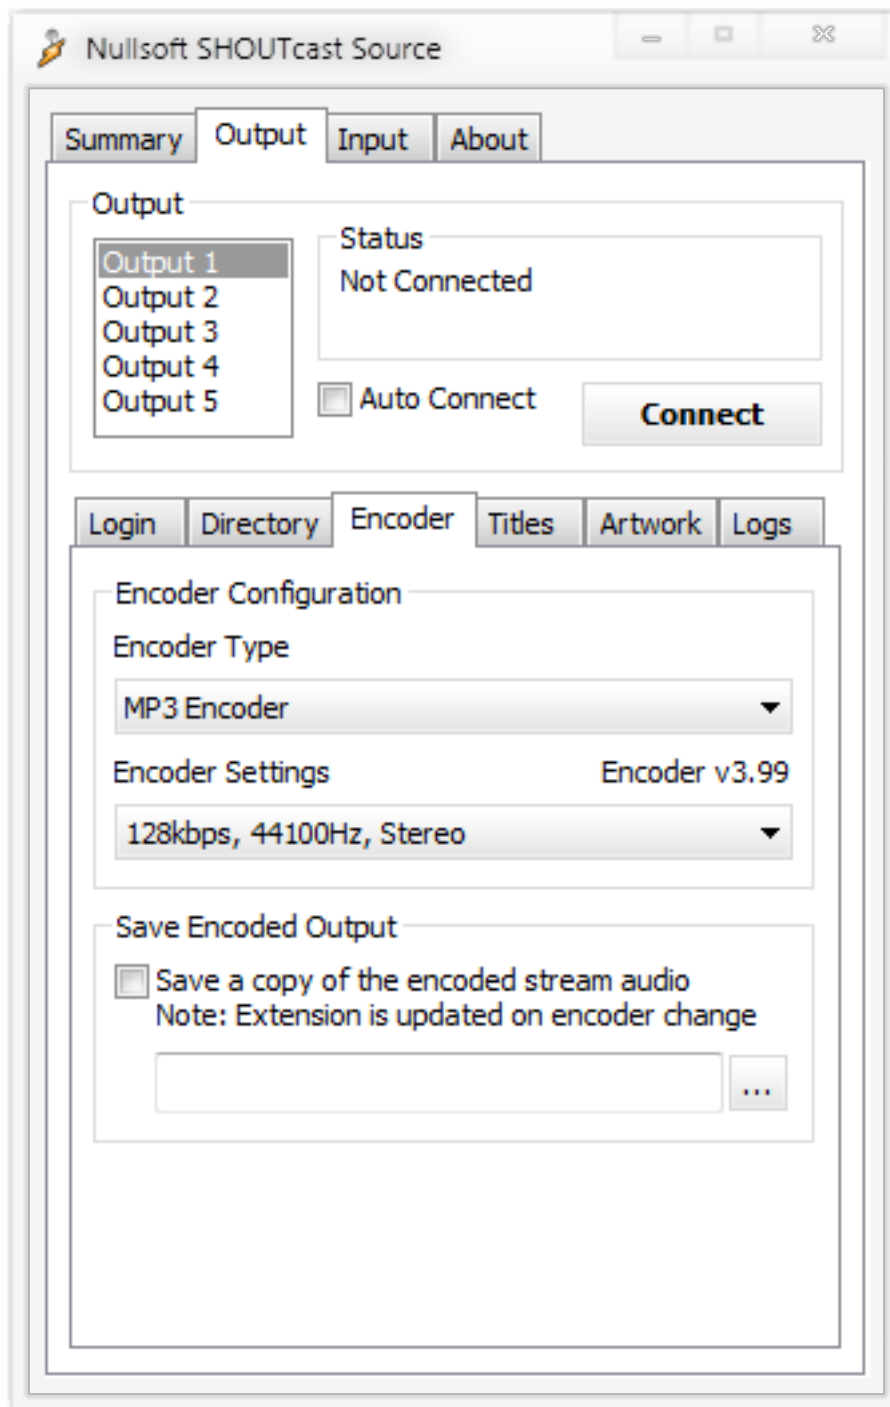 Nullsoft SHOUTcast Source
Summary Output Input About
Output
Output 1
Output 2
Output 3
Output 4
Output 5
Status
Not Connected
Auto Connect
Connect
Login Directory Encoder Titles Artwork Logs
Encoder Configuration
Encoder Type
MP3 Encoder
Encoder Settings Encoder v3.99
128kbps, 44100Hz, Stereo
Save Encoded Output
Save a copy of the encoded stream audio
Note: Extension is updated on encoder change
...